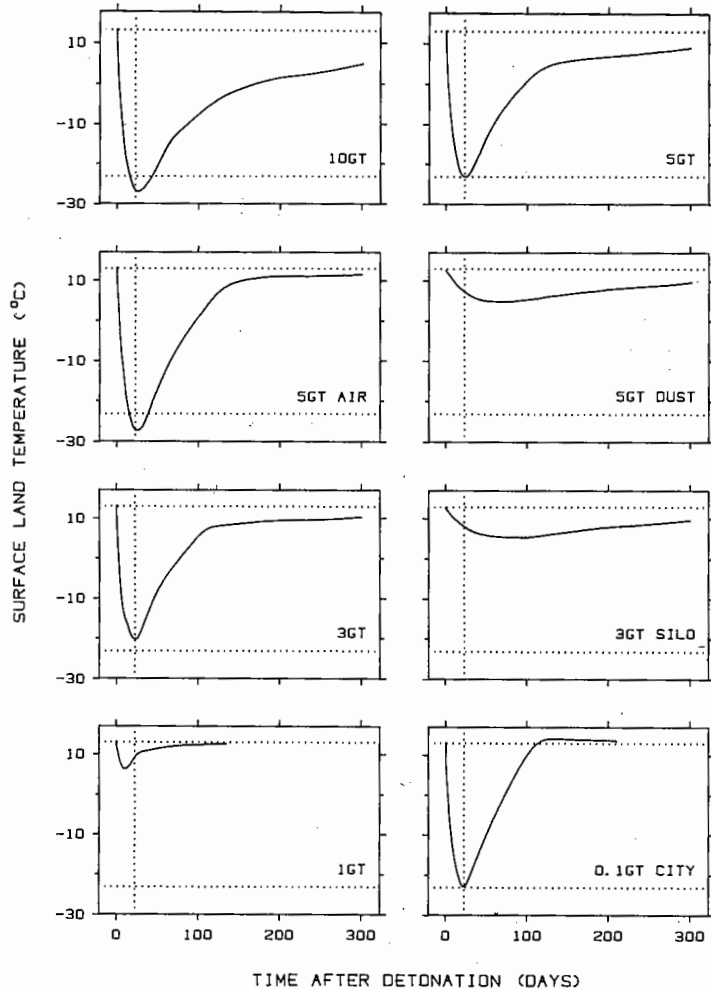 SURFACE LAND TEMPERATURE (°C)
10
-10
-30
10GT
5GT
10
-10
-30
5GT AIR
5GT DUST
10
-10
-30
3GT
3GT SILO
10
-10
-30
1GT
0.1GT CITY
0 100 200 300 0 100 200 300
TIME AFTER DETONATION (DAYS)